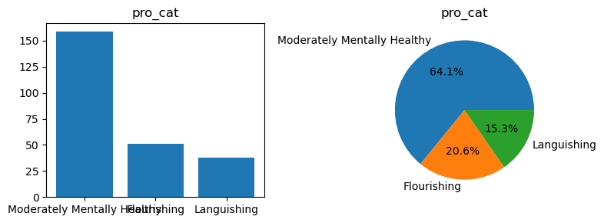 pro_cat
150
125
100
75
50
25
0
Moderately Mentally Healthy
Flourishing
Languishing
pro_cat
Moderately Mentally Healthy
64.1%
15.3%
Languishing
20.6%
Flourishing